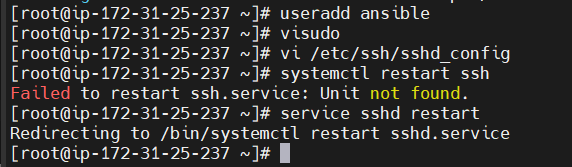 [root@ip-172-31-25-237 ~]# useradd ansible
[root@ip-172-31-25-237 ~]# visudo
[root@ip-172-31-25-237 ~]# vi /etc/ssh/sshd_config
[root@ip-172-31-25-237 ~]# systemctl restart ssh
Failed to restart ssh.service: Unit not found.
[root@ip-172-31-25-237 ~]# service sshd restart
Redirecting to /bin/systemctl restart sshd.service
[root@ip-172-31-25-237 ~]#